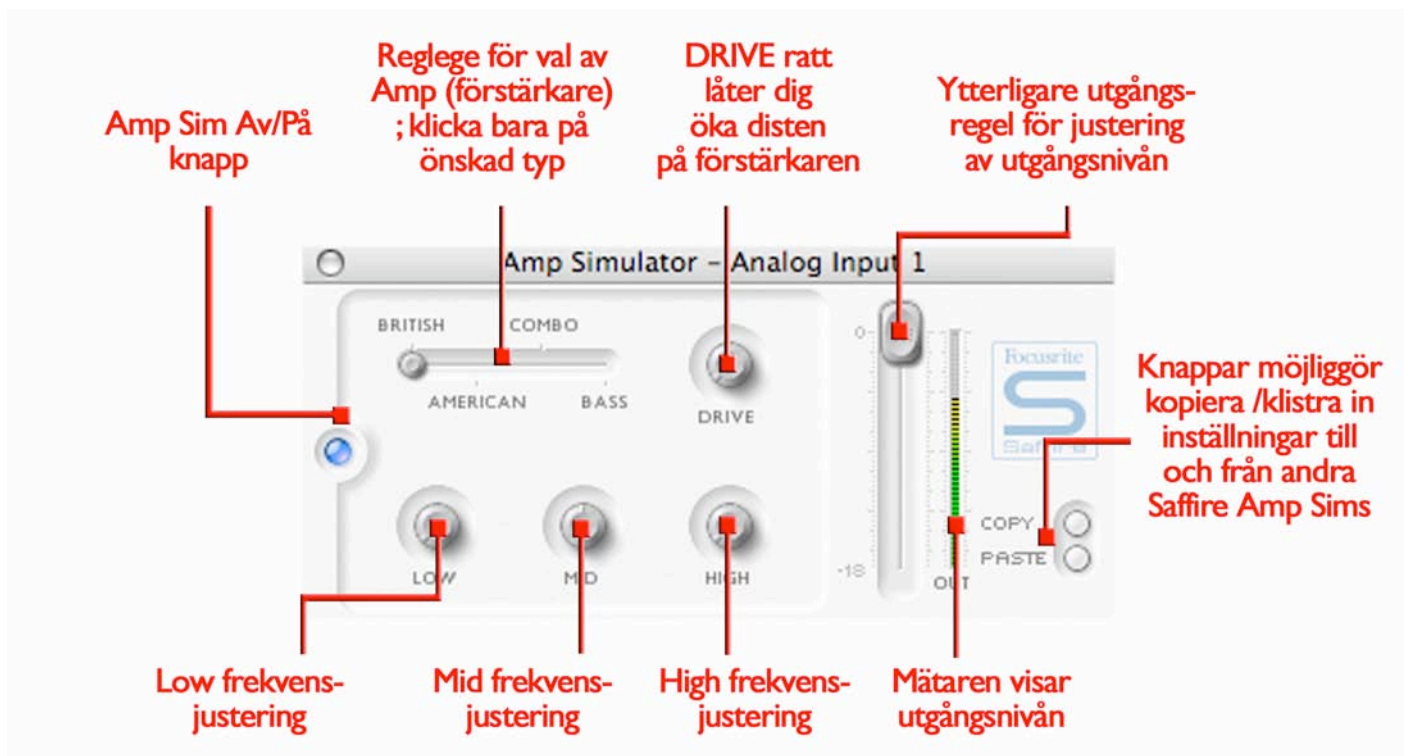 Reglege för val av
Amp (förstärkare)
; klicka bara på
önskad typ
DRIVE ratt
låter dig
öka disten
på förstärkaren
Ytterligare utgångs-
regel för justering
av utgångsnivån
Amp Sim Av/På
knapp
Amp Simulator – Analog Input 1
BRITISH
COMBO
AMERICAN
BASS
DRIVE
0-
Focusrite
Saffire
Knappar möjliggör
kopiera /klistra in
inställningar till
och från andra
Saffire Amp Sims
COPY
PASTE
LOW
MID
HIGH
-18
OUT
Low frekvens-
justering
Mid frekvens-
justering
High frekvens-
justering
Mätaren visar
utgångsnivån